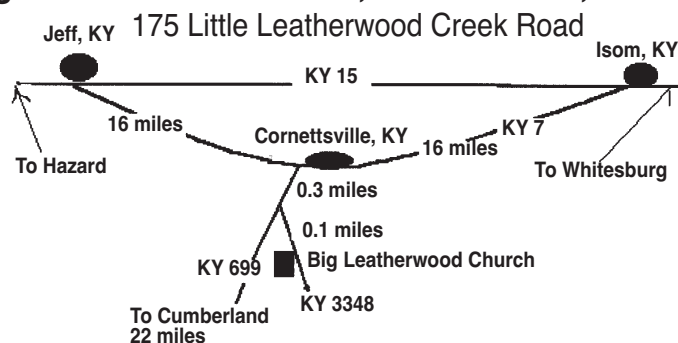 175 Little Leatherwood Creek Road
Jeff, KY
Isom, KY
KY 15
16 miles
KY 7
Cornettsville, KY
16 miles
To Hazard
To Whitesburg
0.3 miles
0.1 miles
KY 699
Big Leatherwood Church
KY 3348
To Cumberland
22 miles